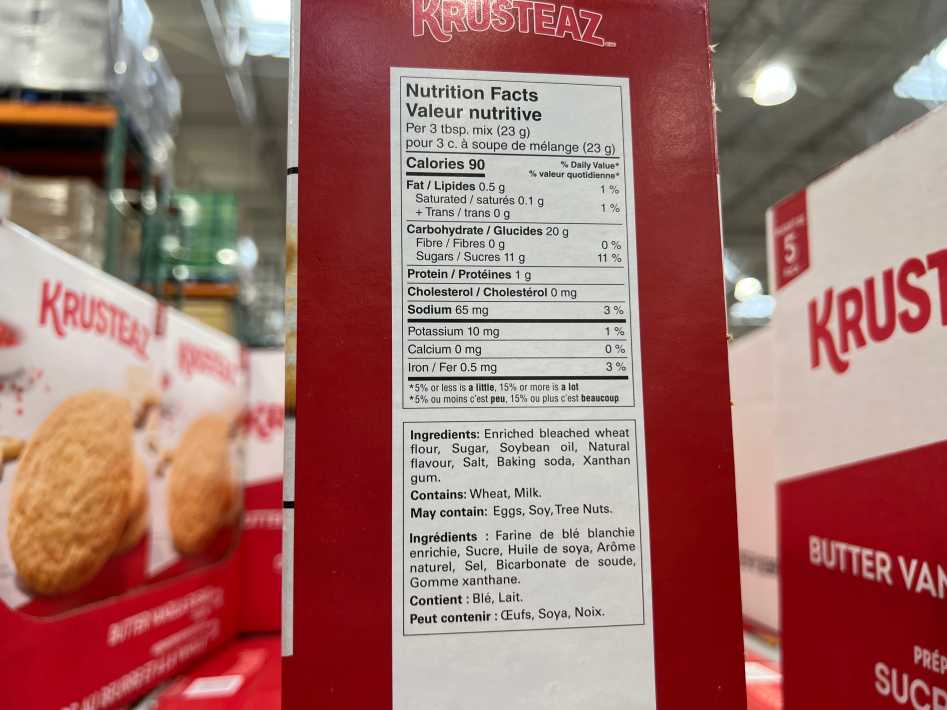 KRUSTEAZ
Nutrition Facts
Valeur nutritive
Per 3 tbsp. mix (23 g)
pour 3 c. à soupe de mélange (23 g)
Calories 90
% Daily Value*
% valeur quotidienne*
Fat / Lipides 0.5 g 1 %
Saturated / saturés 0.1 g
+ Trans / trans 0 g 1 %
Carbohydrate / Glucides 20 g
Fibre / Fibres 0 g 0 %
Sugars / Sucres 11 g 11 %
Protein / Protéines 1 g
Cholesterol / Cholestérol 0 mg
Sodium 65 mg 3 %
Potassium 10 mg 1 %
Calcium 0 mg 0 %
Iron / Fer 0.5 mg 3 %
*5% or less is a little, 15% or more is a lot
*5% ou moins c'est peu, 15% ou plus c'est beaucoup
Ingredients: Enriched bleached wheat
flour, Sugar, Soybean oil, Natural
flavour, Salt, Baking soda, Xanthan
gum.
Contains: Wheat, Milk.
May contain: Eggs, Soy, Tree Nuts.
Ingrédients : Farine de blé blanchie
enrichie, Sucre, Huile de soya, Arôme
naturel, Sel, Bicarbonate de soude,
Gomme xanthane.
Contient : Blé, Lait.
Peut contenir : Œufs, Soya, Noix.
KRUSTEAZ
KRUSTEAZ
KR
5
KRUST
BUTTER VAN
PRÉP
SUCR